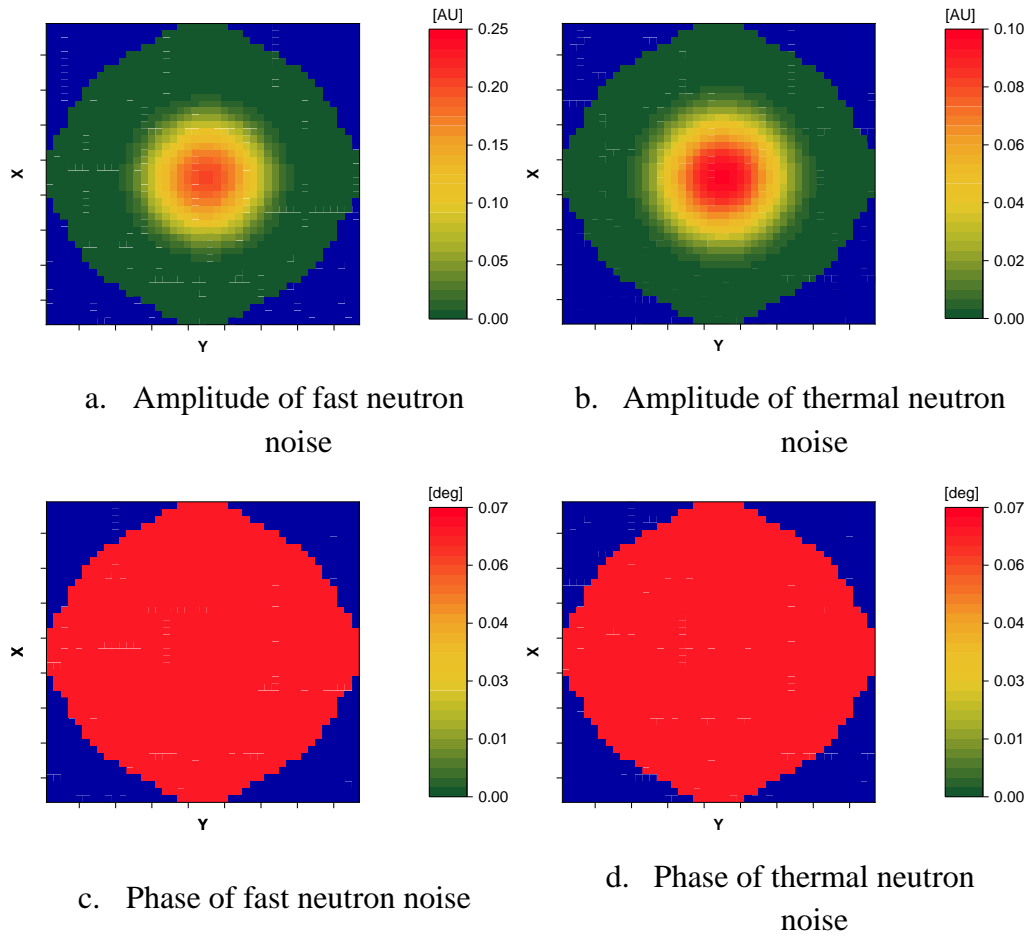 [AU]
0.25
0.20
0.15
0.10
0.05
0.00
X
Y
[AU]
0.10
0.08
0.06
0.04
0.02
0.00
X
Y
a. Amplitude of fast neutron
noise
b. Amplitude of thermal neutron
noise
[deg]
0.07
0.06
0.04
0.03
0.01
0.00
X
Y
[deg]
0.07
0.06
0.04
0.03
0.01
0.00
X
Y
c. Phase of fast neutron noise
d. Phase of thermal neutron
noise